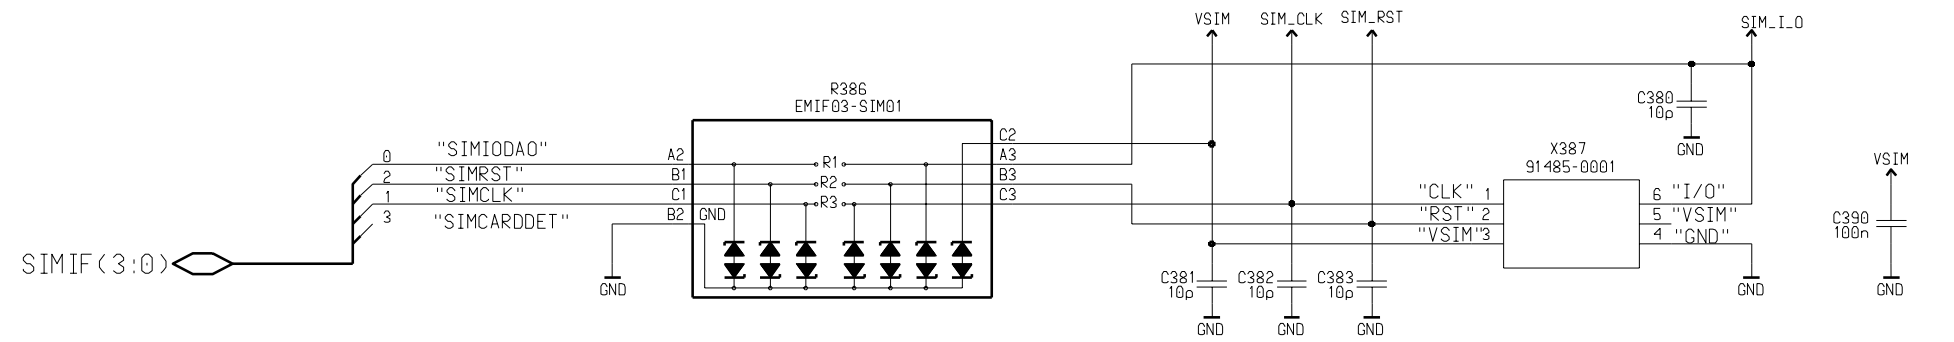 VSIM
SIM_CLK
SIM_RST
SIM_I_O
R386
EMIF03-SIM01
C2
C380
10p
GND
0
"SIMIODAO"
A2
R1
A3
X387
91485-0001
VSIM
2
"SIMRST"
B1
R2
B3
1
"SIMCLK"
C1
R3
C3
"CLK" 1
6 "I/O"
3
"SIMCARDDET"
B2
GND
"RST" 2
5 "VSIM"
C390
100n
"VSIM"3
4 "GND"
SIMIF(3:0)
GND
C381
10p
C382
10p
C383
10p
GND
GND
GND
GND
GND